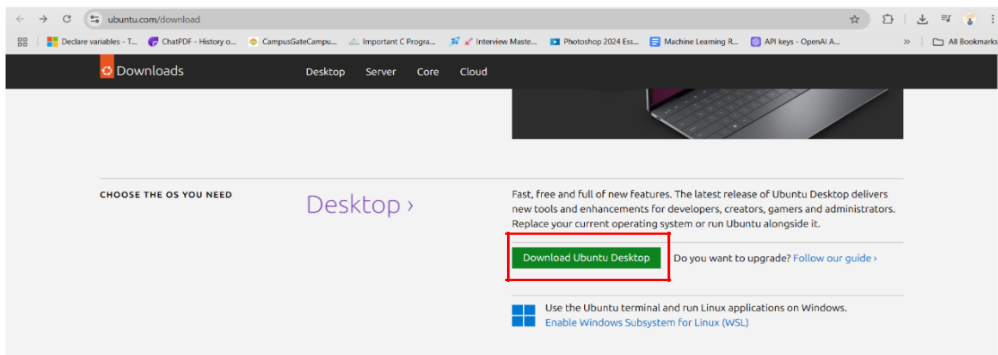 ubuntu.com/download
Declare variables - T... ChatPDF - History o... CampusGateCampu... Important C Progra... Interview Maste... Photoshop 2024 Ess... Machine Learning R... API keys - OpenAI A... » All Bookmarks
Downloads Desktop Server Core Cloud
CHOOSE THE OS YOU NEED
Desktop ›
Fast, free and full of new features. The latest release of Ubuntu Desktop delivers
new tools and enhancements for developers, creators, gamers and administrators.
Replace your current operating system or run Ubuntu alongside it.
Download Ubuntu Desktop Do you want to upgrade? Follow our guide ›
Use the Ubuntu terminal and run Linux applications on Windows.
Enable Windows Subsystem for Linux (WSL)